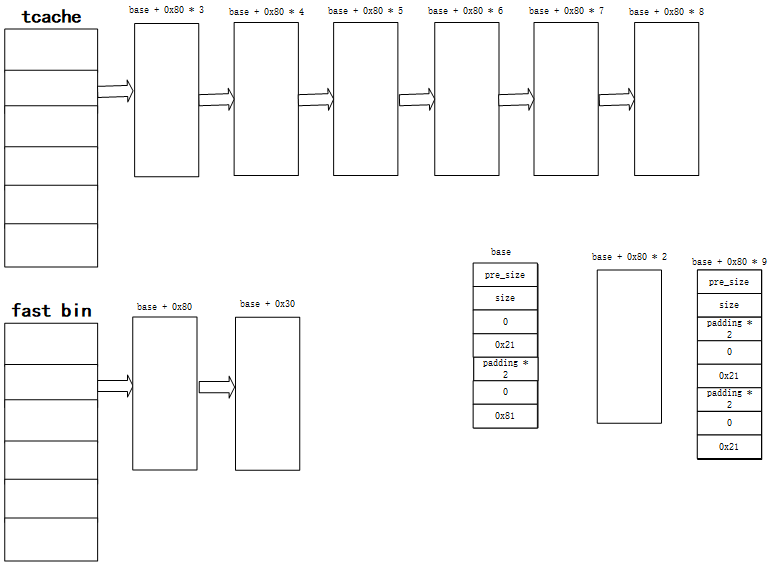 tcache
base + 0x80 * 3
base + 0x80 * 4
base + 0x80 * 5
base + 0x80 * 6
base + 0x80 * 7
base + 0x80 * 8
base
pre_size
size
0
0x21
padding *
2
0
0x81
base + 0x80 * 2
base + 0x80 * 9
pre_size
size
padding *
2
0
0x21
padding *
2
0
0x21
fast bin
base + 0x80
base + 0x30